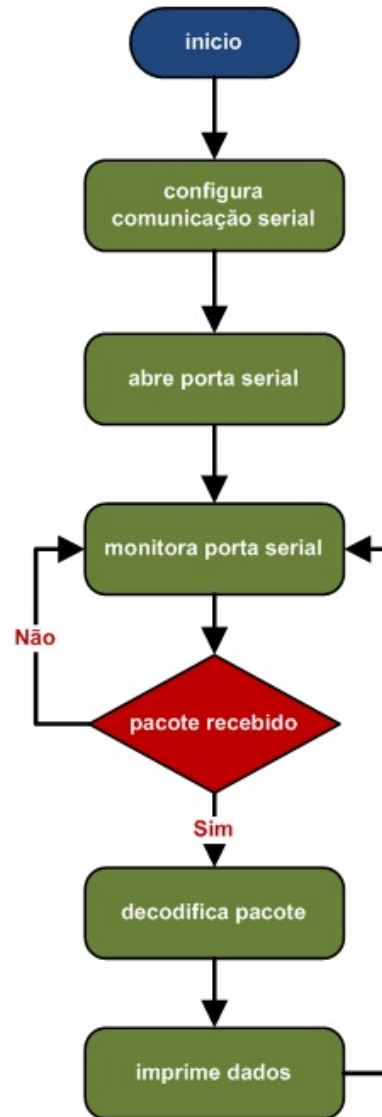 inicio
configura
comunicação serial
abre porta serial
monitora porta serial
Não
pacote recebido
Sim
decodifica pacote
imprime dados